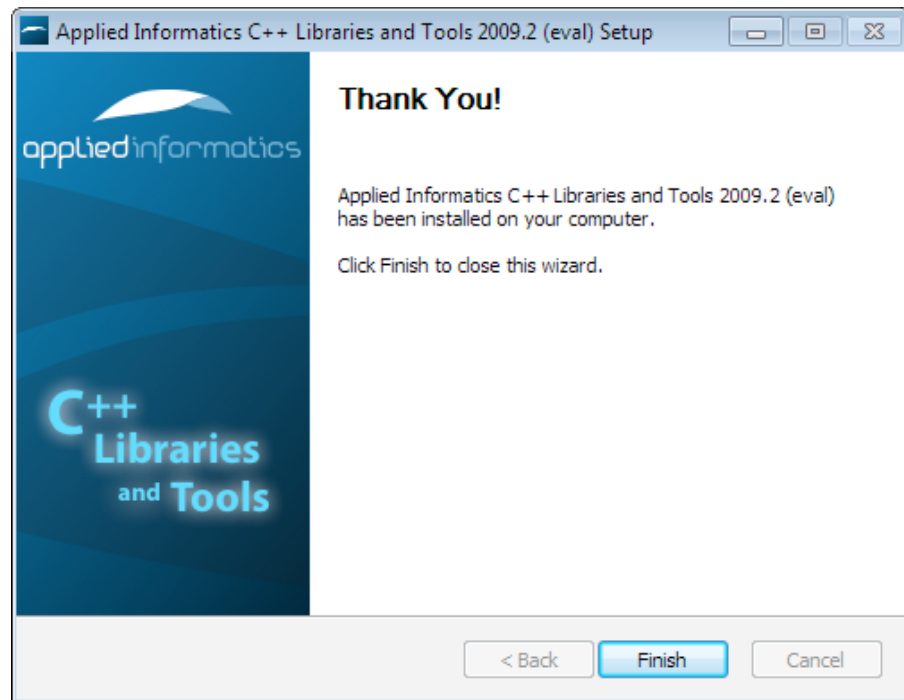 Applied Informatics C++ Libraries and Tools 2009.2 (eval) Setup
appliedinformatics
Thank You!
Applied Informatics C++ Libraries and Tools 2009.2 (eval)
has been installed on your computer.
Click Finish to close this wizard.
C++
Libraries
and Tools
< Back
Finish
Cancel